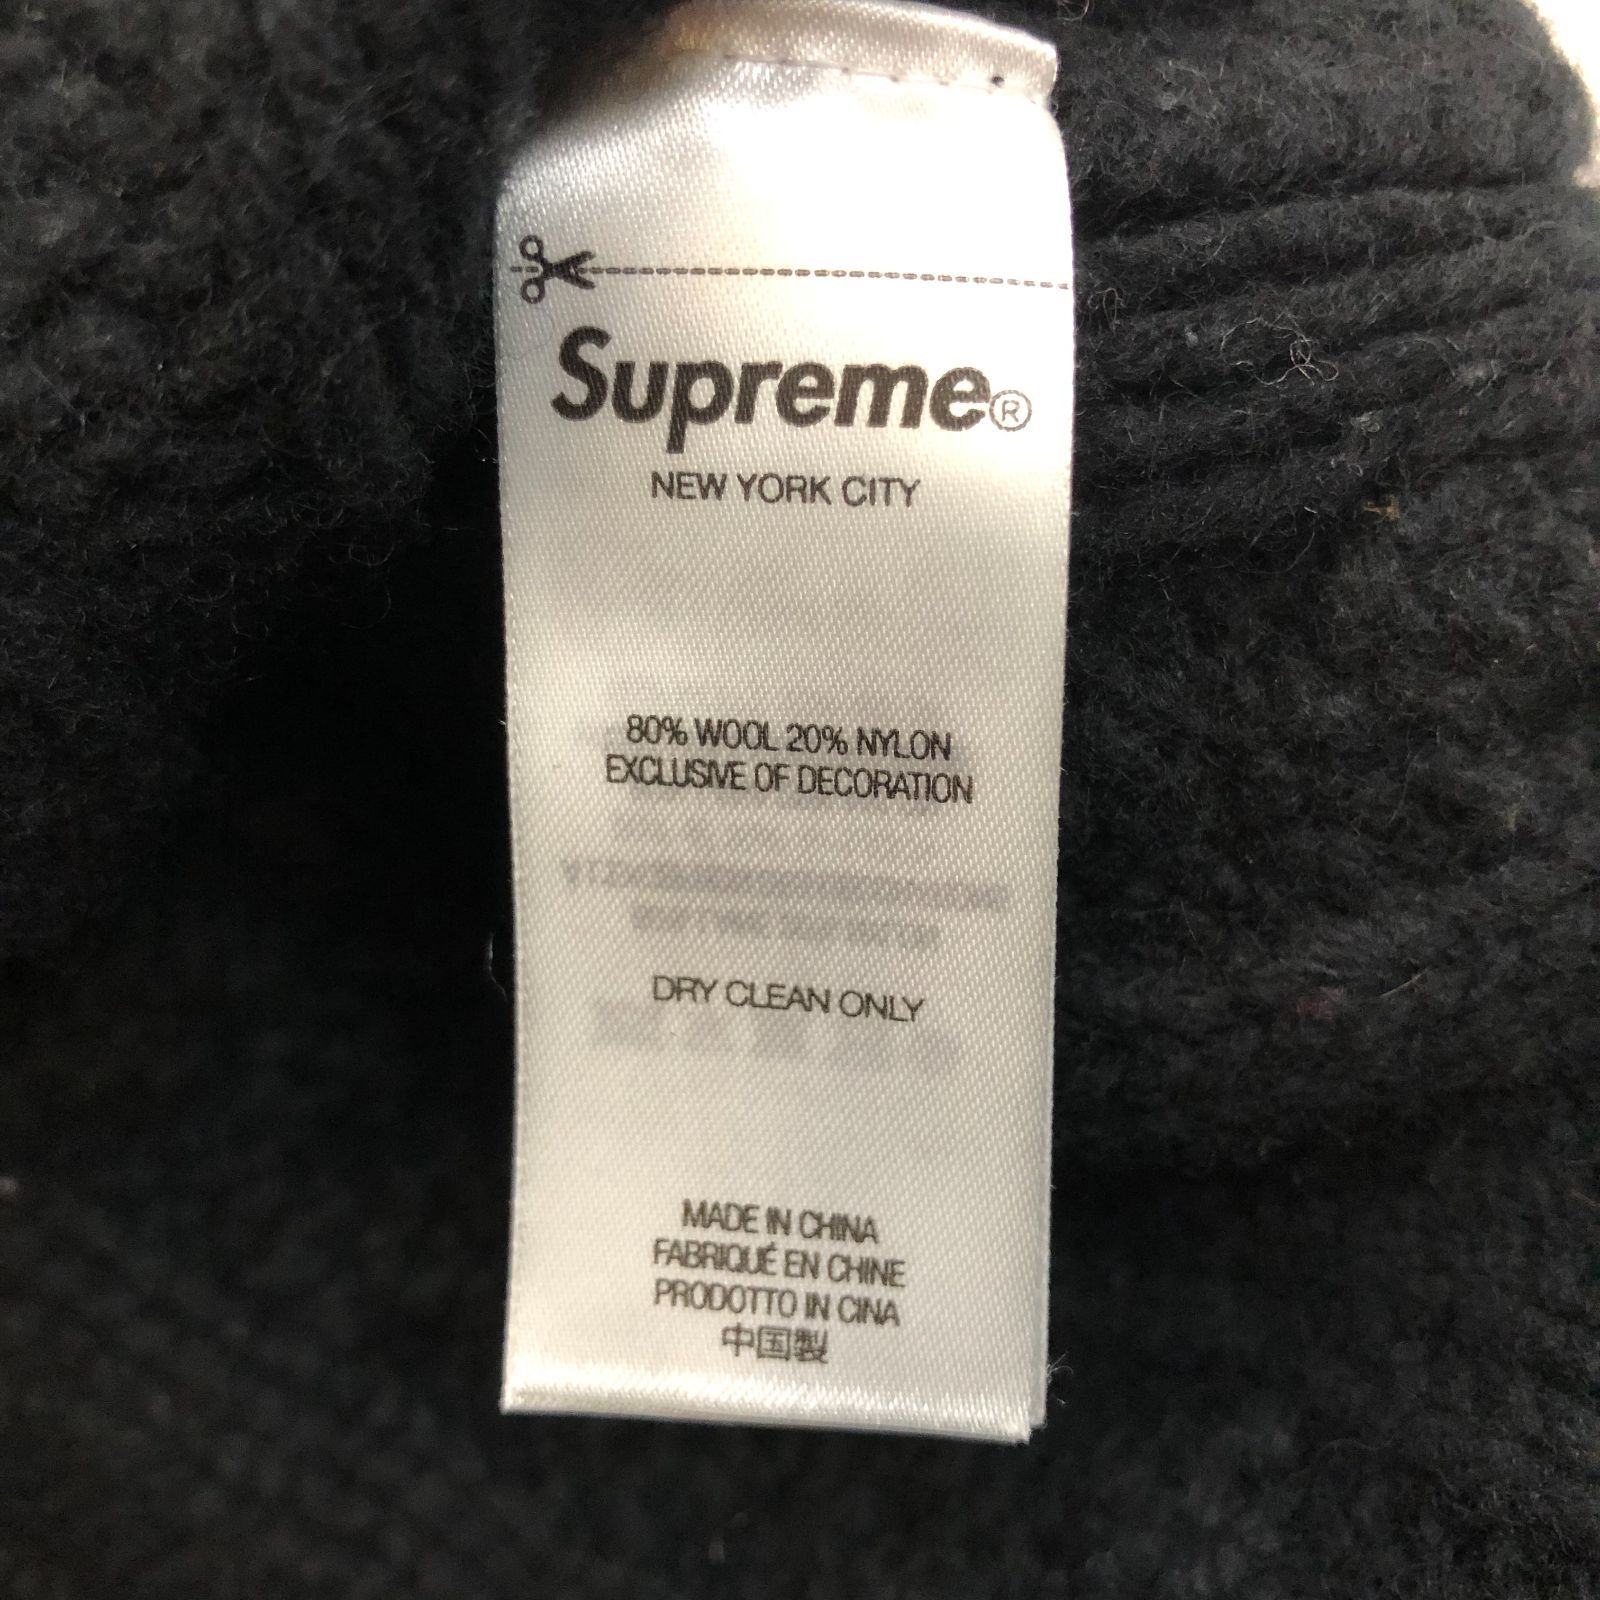 Supreme®
NEW YORK CITY
80% WOOL 20% NYLON
EXCLUSIVE OF DECORATION
DRY CLEAN ONLY
MADE IN CHINA
FABRIQUÉ EN CHINE
PRODOTTO IN CINA
中国製